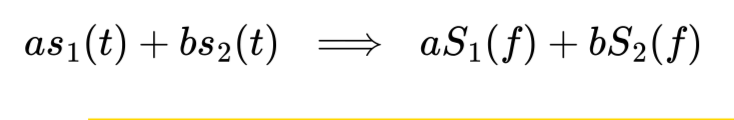 as₁(t) + bs₂(t) ⟹ aS₁(f) + bS₂(f)